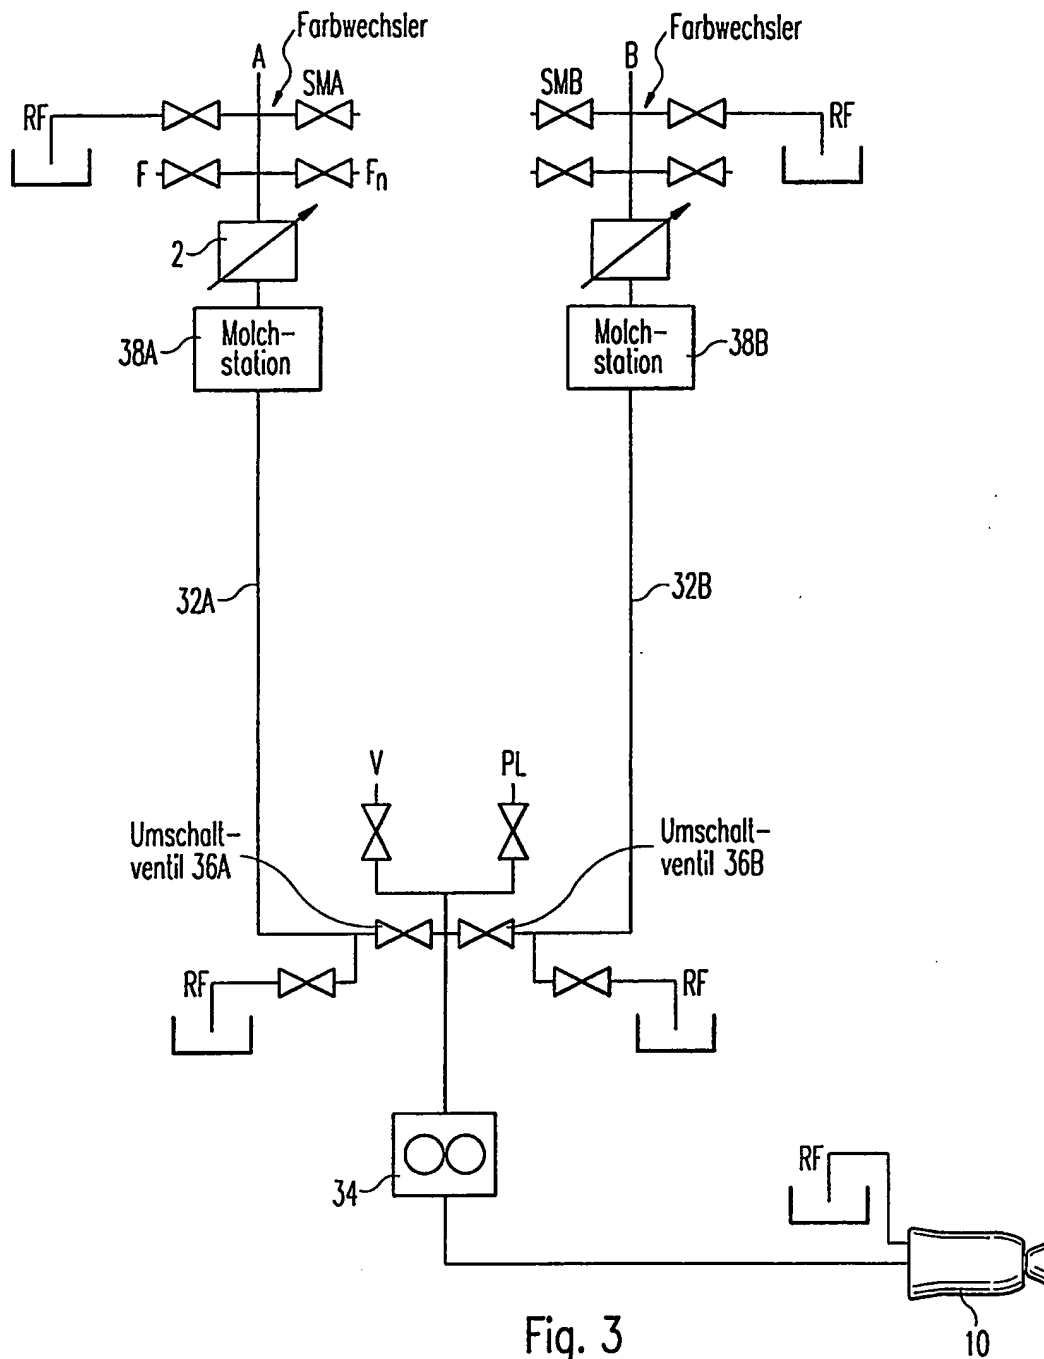 Farbwechsler
Farbwechsler
A
B
SMA
SMB
RF
RF
F
Fn
2
38A
Molch-
station
Molch-
station
38B
32A
32B
V
PL
Umschalt-
ventil 36A
Umschalt-
ventil 36B
RF
RF
34
RF
10
Fig. 3